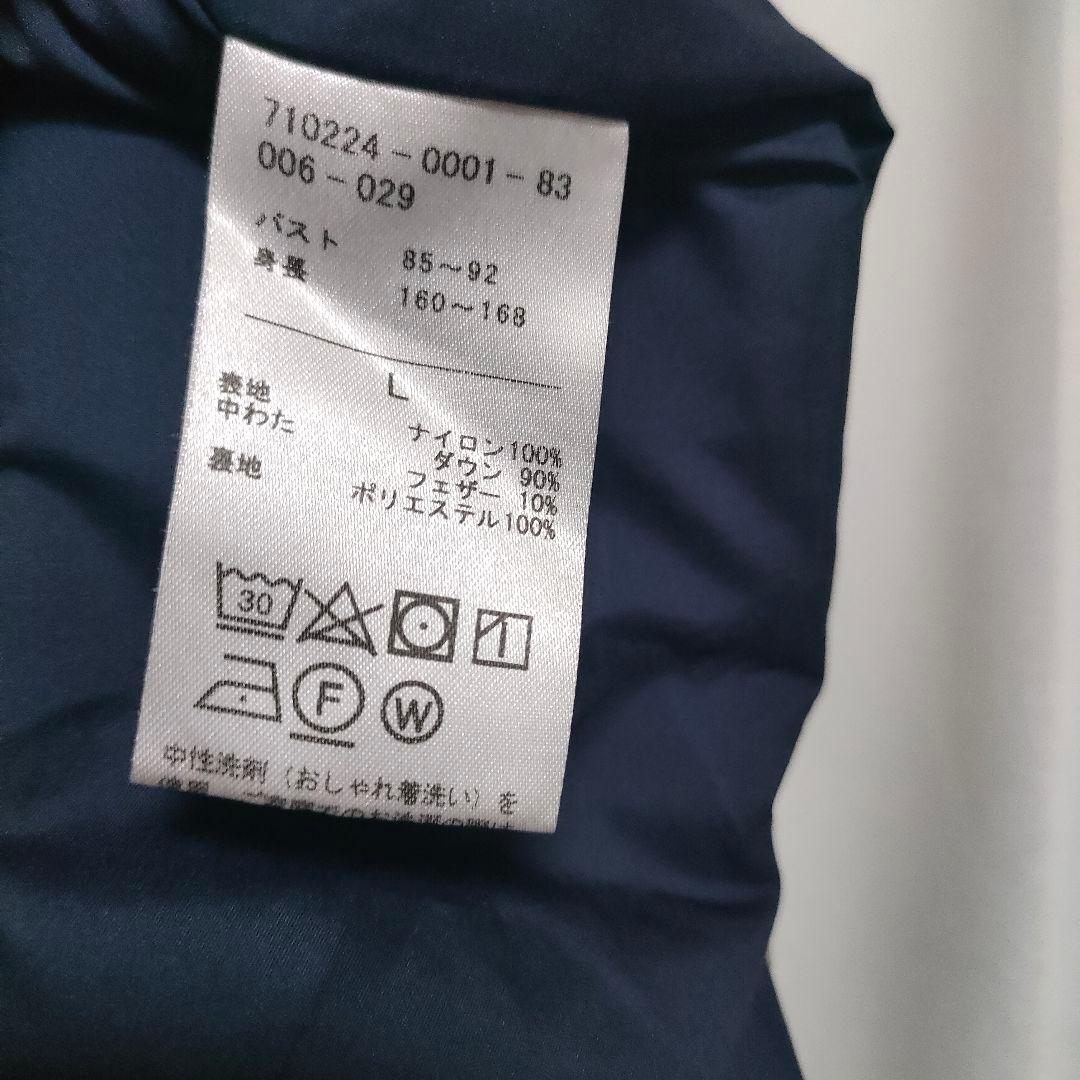 710224-0001-83
006-029
バスト 85～92
身長 160～168
L
表地 ナイロン100%
中わた ダウン 90%
フェザー 10%
裏地 ポリエステル100%
30
F
W
中性洗剤（おしゃれ着洗い）を
使用